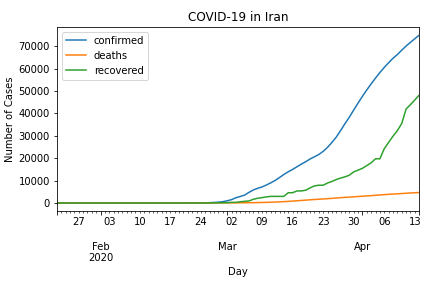 COVID-19 in Iran
confirmed
deaths
recovered
Number of Cases
70000
60000
50000
40000
30000
20000
10000
0
27 03 10 17 24 02 09 16 23 30 06 13
Feb Mar Apr
2020
Day